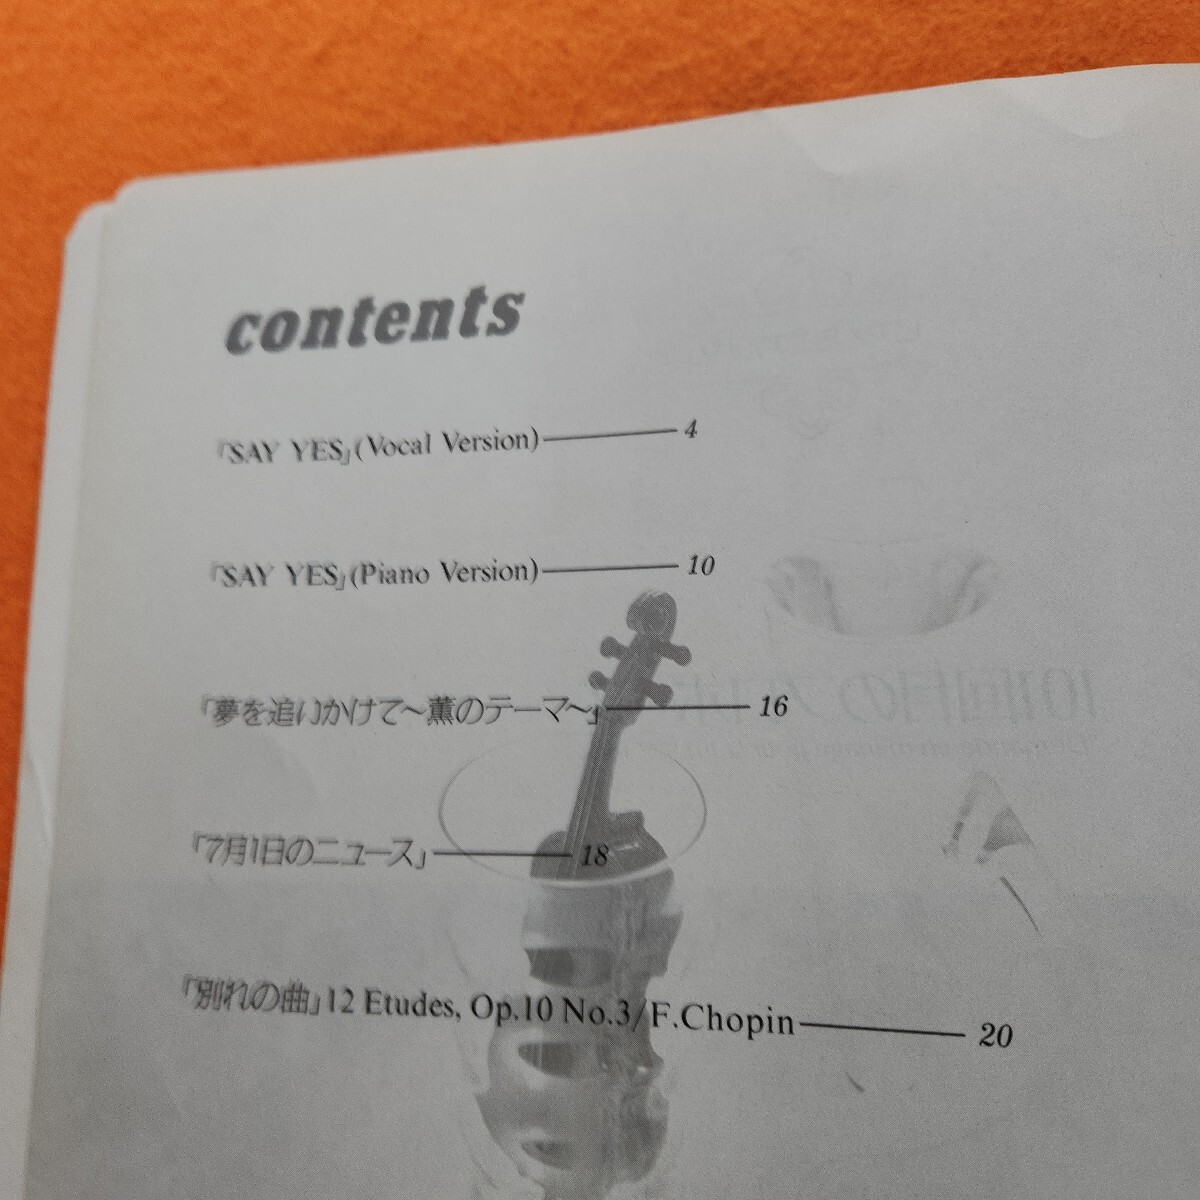 contents
『SAY YES』(Vocal Version) 4
『SAY YES』(Piano Version) 10
『夢を追いかけて〜薫のテーマ〜』 16
『7月1日のニュース』 18
『別れの曲』12 Etudes, Op.10 No.3/F.Chopin 20